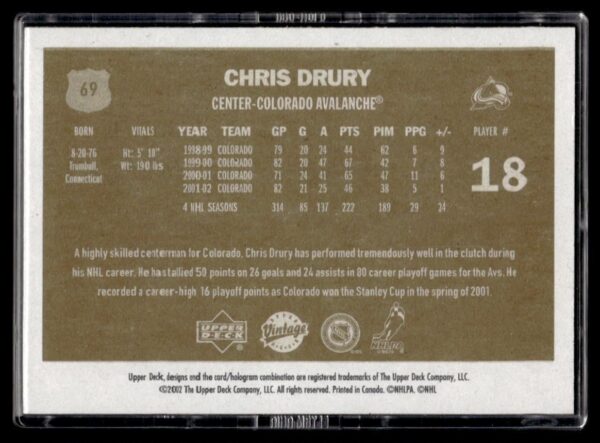 69
CHRIS DRURY
CENTER-COLORADO AVALANCHE®
BORN VITALS YEAR TEAM GP G A PTS PIM PPG +/- PLAYER #
8-20-76 Ht: 5' 10" 1998-99 COLORADO 79 20 24 44 62 6 9
Trumbull, Wt: 190 lbs 1999-00 COLORADO 82 20 47 67 42 7 8
Connecticut 2000-01 COLORADO 71 24 41 65 47 11 6
2001-02 COLORADO 82 21 25 46 38 5 1
18
4 NHL SEASONS 314 85 137 222 189 29 24
A highly skilled centerman for Colorado, Chris Drury has performed tremendously well in the clutch during
his NHL career. He has tallied 50 points on 26 goals and 24 assists in 80 career playoff games for the Avs. He
recorded a career-high 16 playoff points as Colorado won the Stanley Cup in the spring of 2001.
UPPER DECK
Vintage
NHLPA
Upper Deck, designs and the card/hologram combination are registered trademarks of The Upper Deck Company, LLC.
©2002 The Upper Deck Company, LLC. All rights reserved. Printed in Canada. ©NHLPA. ©NHL